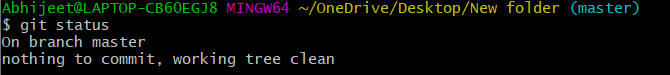 Abhijeet@LAPTOP-CB6OEGJ8 MINGW64 ~/OneDrive/Desktop/New folder (master)
$ git status
On branch master
nothing to commit, working tree clean